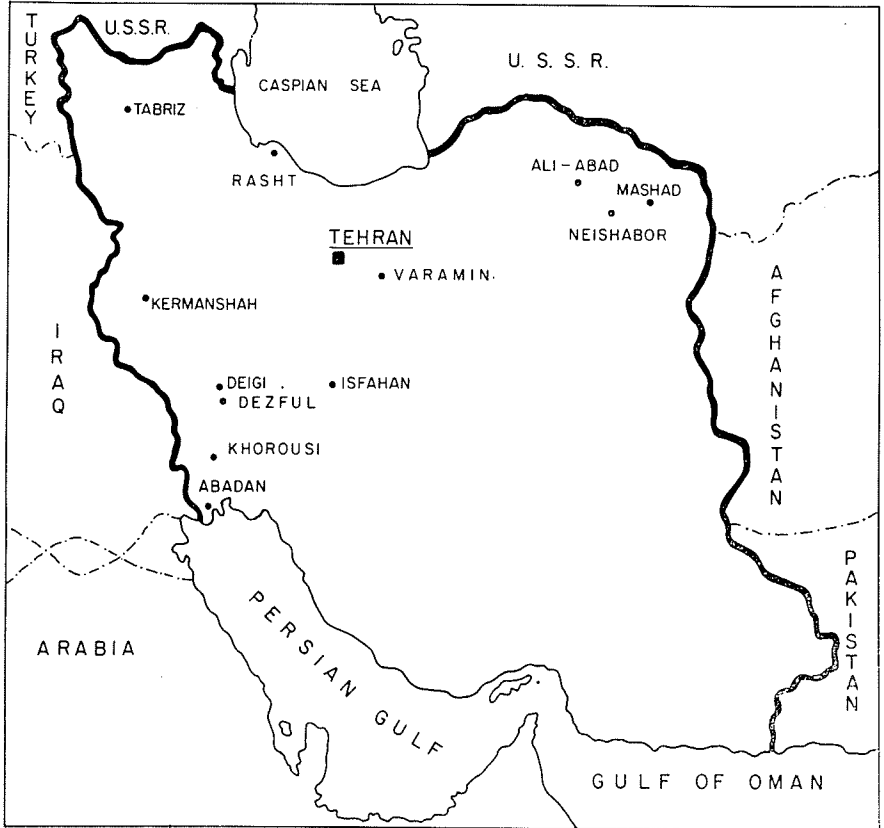 TURKEY
U.S.S.R.
CASPIAN SEA
U. S. S. R.
TABRIZ
RASHT
ALI-ABAD
MASHAD
NEISHABOR
TEHRAN
VARAMIN.
KERMANSHAH
IRAQ
AFGHANISTAN
DEIGI .
ISFAHAN
DEZFUL
KHOROUSI
ABADAN
PAKISTAN
ARABIA
PERSIAN GULF
GULF OF OMAN